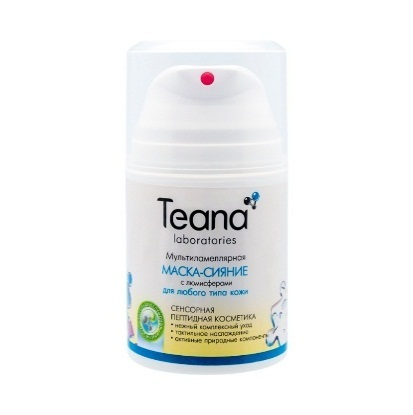 Teana
laboratories
Мультиламеллярная
МАСКА-СИЯНИЕ
с люмисферами
для любого типа кожи
СЕНСОРНАЯ
ПЕПТИДНАЯ КОСМЕТИКА
• нежный комплексный уход
• тактильное наслаждение
• активные природные компоненты